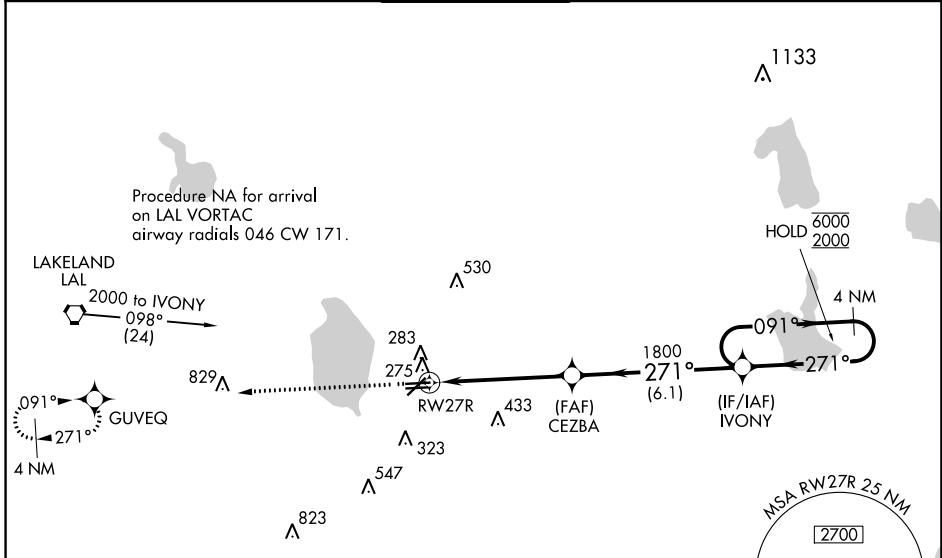 1133
Procedure NA for arrival
on LAL VORTAC
airway radials 046 CW 171.
HOLD 6000
2000
LAKELAND
LAL
2000 to IVONY
098°
(24)
530
4 NM
091°
271°
283
275
829
RW27R
1800
271°
(6.1)
(FAF)
CEZBA
(IF/IAF)
IVONY
091°
GUVEQ
271°
4 NM
433
323
547
823
MSA RW27R 25 NM
2700